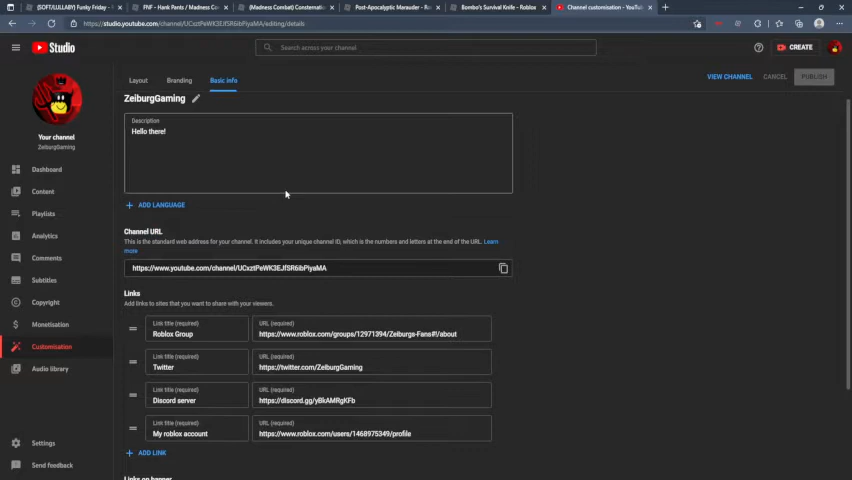 (SOFT/LULLABY) Funky Friday - F
FNF - Hank Pants / Madness Com
(Madness Combat) Consternation
Post-Apocalyptic Marauder - Ro
Bombo's Survival Knife - Roblox
Channel customisation - YouTube
https://studio.youtube.com/channel/UCxztPeWK3EJfSR6ibPiyaMA/editing/details
Studio
Search across your channel
CREATE
Layout
Branding
Basic info
VIEW CHANNEL
CANCEL
PUBLISH
ZeiburgGaming
Description
Hello there!
Your channel
ZeiburgGaming
Dashboard
Content
Playlists
Analytics
Comments
Subtitles
Copyright
Monetisation
Customisation
Audio library
Settings
Send feedback
ADD LANGUAGE
Channel URL
This is the standard web address for your channel. It includes your unique channel ID, which is the numbers and letters at the end of the URL. Learn
more
https://www.youtube.com/channel/UCxztPeWK3EJfSR6ibPiyaMA
Links
Add links to sites that you want to share with your viewers.
Link title (required)
Roblox Group
URL (required)
https://www.roblox.com/groups/12971394/Zeiburgs-Fans#!/about
Link title (required)
Twitter
URL (required)
https://twitter.com/ZeiburgGaming
Link title (required)
Discord server
URL (required)
https://discord.gg/yBkAMRgKFb
Link title (required)
My roblox account
URL (required)
https://www.roblox.com/users/1468975349/profile
ADD LINK
Links on banner